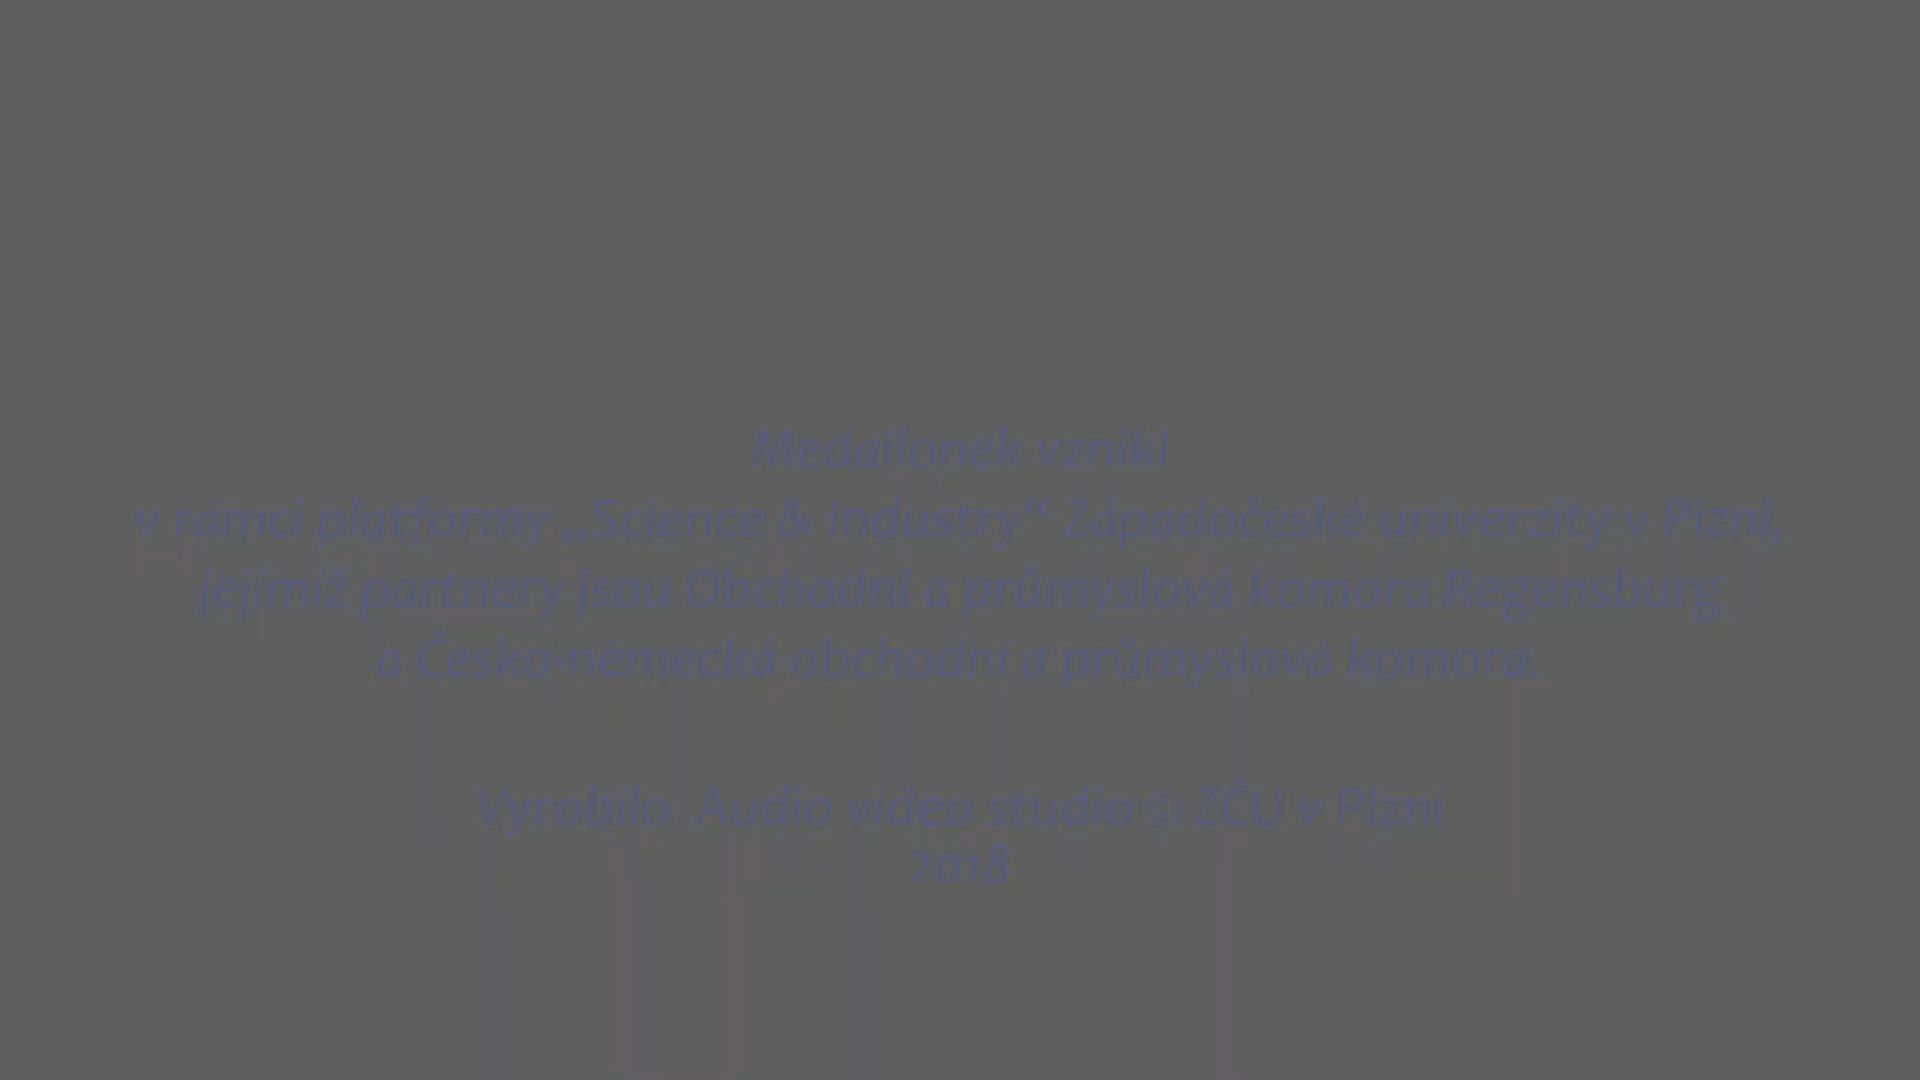 Medailonek vznikl
v rámci platformy „Science & Industry“ Západočeské univerzity v Plzni,
jejímiž partnery jsou Obchodní a průmyslová komora Regensburg
a Česko-německá obchodní a průmyslová komora.
Vyrobilo Audio video studio © ZČU v Plzni
2018